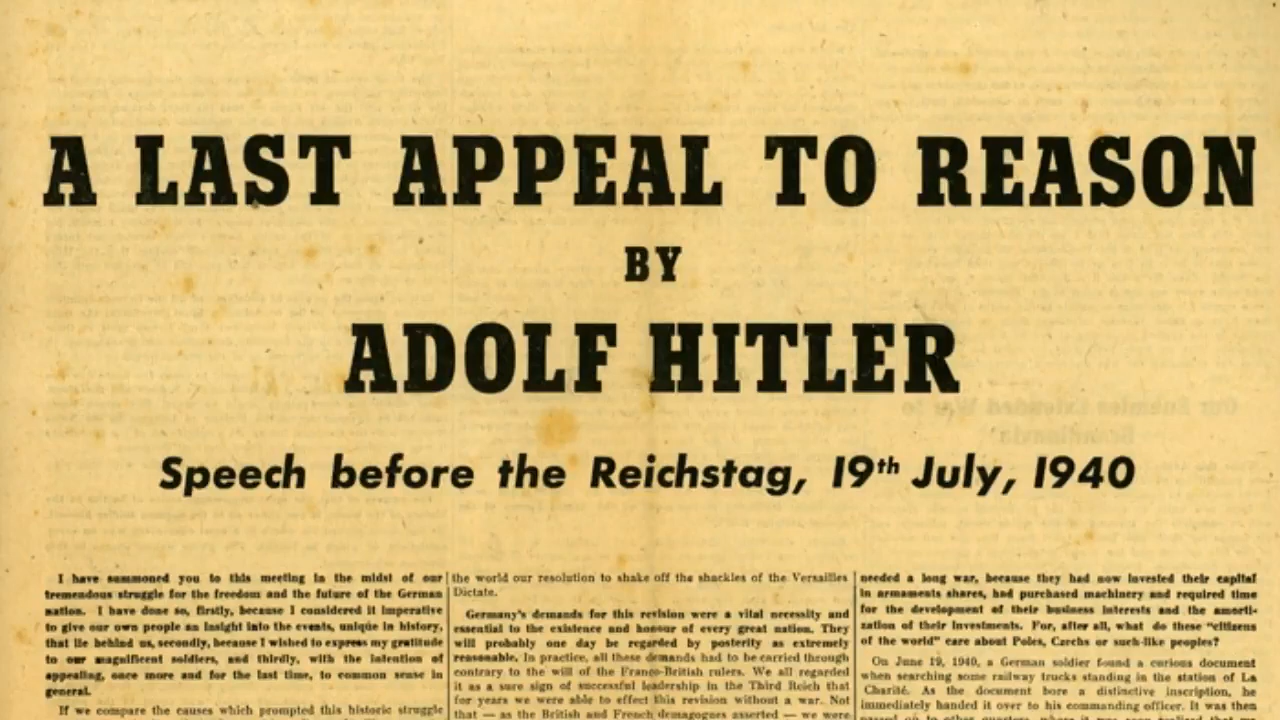 A LAST APPEAL TO REASON
BY
ADOLF HITLER
Speech before the Reichstag, 19th July, 1940
I have summoned you to this meeting in the midst of our
tremendous struggle for the freedom and the future of the German
nation. I have done so, firstly, because I considered it imperative
to give our own people an insight into the events, unique in history,
that lie behind us, secondly, because I wished to express my gratitude
to our magnificent soldiers, and thirdly, with the intention of
appealing, once more and for the last time, to common sense in
general.
If we compare the causes which prompted this historic struggle
the world our resolution to shake off the shackles of the Versailles
Dictate.
Germany's demands for this revision were a vital necessity and
essential to the existence and honour of every great nation. They
will probably one day be regarded by posterity as extremely
reasonable. In practice, all these demands had to be carried through
contrary to the will of the Franco-British rulers. We all regarded
it as a sure sign of successful leadership in the Third Reich that
for years we were able to effect this revision without a war. Not
that — as the British and French demagogues asserted — we were
needed a long war, because they had now invested their capital
in armaments shares, had purchased machinery and required time
for the development of their business interests and the amorti-
zation of their investments. For, after all, what do these "citizens
of the world" care about Poles, Czechs or such-like peoples?
On June 19, 1940, a German soldier found a curious document
when searching some railway trucks standing in the station of La
Charité. As the document bore a distinctive inscription, he
immediately handed it over to his commanding officer. It was then